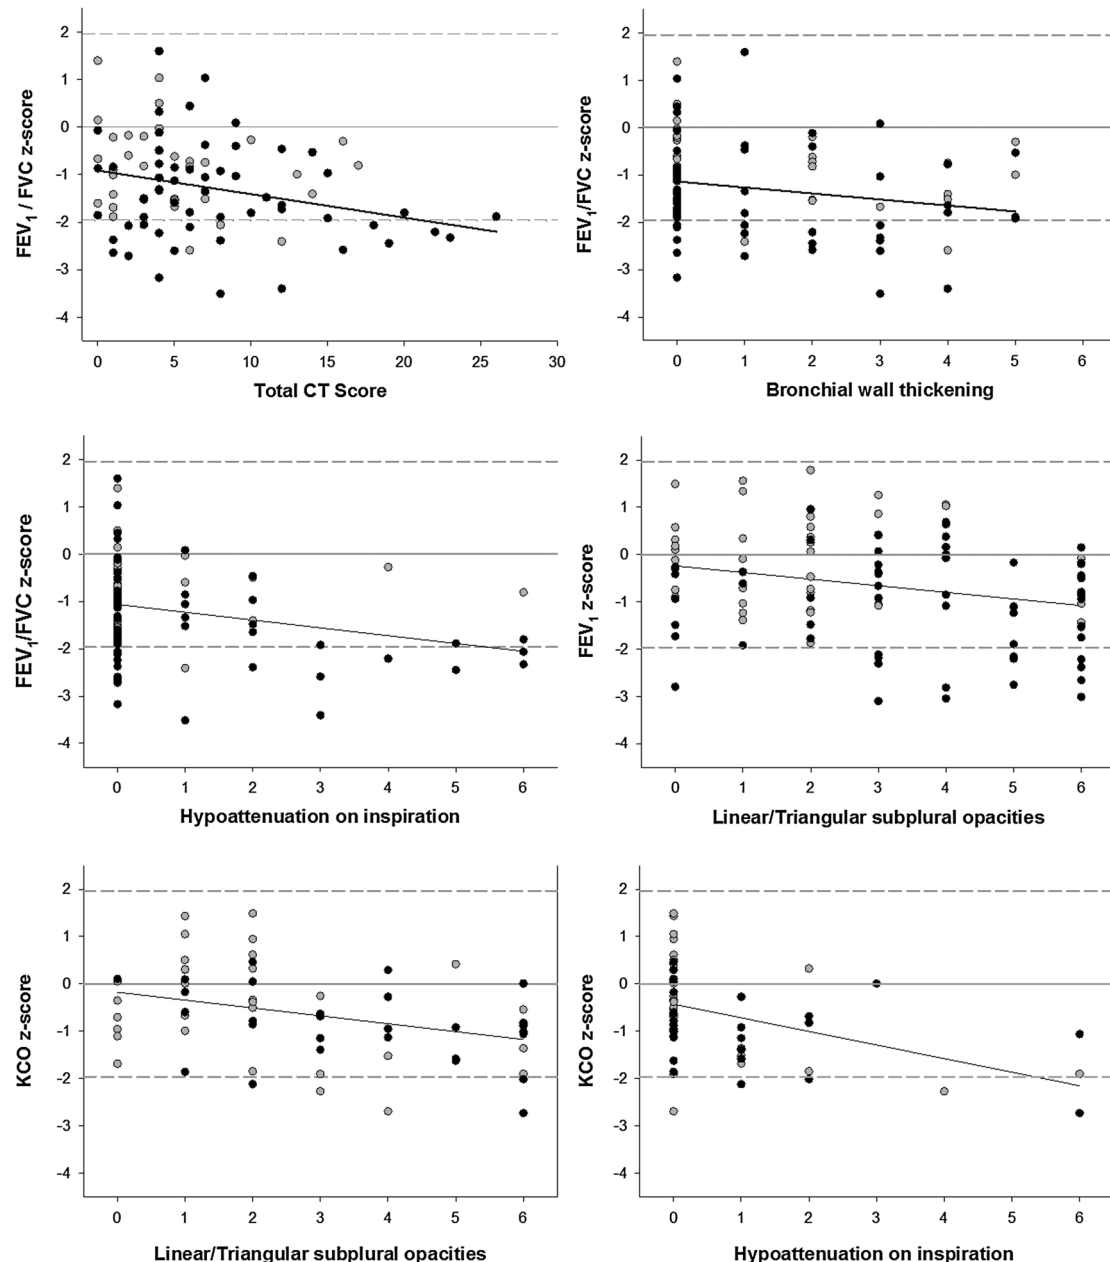 FEV1 / FVC z-score
2
1
0
-1
-2
-3
-4
0 5 10 15 20 25 30
Total CT Score
FEV1/FVC z-score
2
1
0
-1
-2
-3
-4
0 1 2 3 4 5 6
Bronchial wall thickening
FEV1/FVC z-score
2
1
0
-1
-2
-3
-4
0 1 2 3 4 5 6
Hypoattenuation on inspiration
FEV1 z-score
2
1
0
-1
-2
-3
-4
0 1 2 3 4 5 6
Linear/Triangular subplural opacities
KCO z-score
2
1
0
-1
-2
-3
-4
0 1 2 3 4 5 6
Linear/Triangular subplural opacities
KCO z-score
2
1
0
-1
-2
-3
-4
0 1 2 3 4 5 6
Hypoattenuation on inspiration